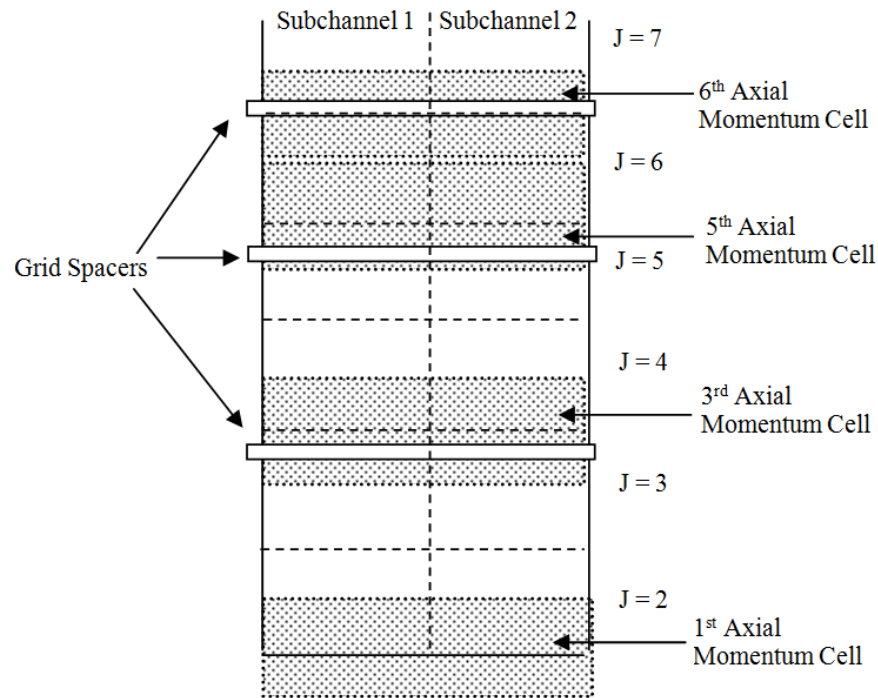 Subchannel 1
Subchannel 2
J = 7
6th Axial
Momentum Cell
J = 6
5th Axial
Momentum Cell
Grid Spacers
J = 5
J = 4
3rd Axial
Momentum Cell
J = 3
J = 2
1st Axial
Momentum Cell